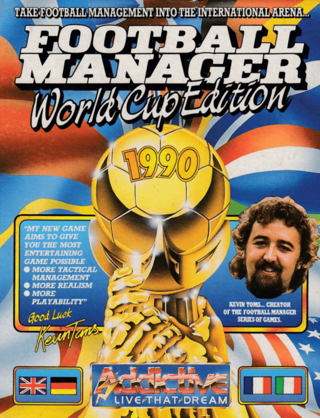 TAKE FOOTBALL MANAGEMENT INTO THE INTERNATIONAL ARENA...
FOOTBALL
MANAGER
World Cup Edition
1990
"MY NEW GAME
AIMS TO GIVE
YOU THE MOST
ENTERTAINING
GAME POSSIBLE
● MORE TACTICAL
MANAGEMENT
● MORE REALISM
● MORE
PLAYABILITY"
Good Luck
Kevin Toms
KEVIN TOMS... CREATOR
OF THE FOOTBALL MANAGER
SERIES OF GAMES.
Addictive
LIVE THAT DREAM